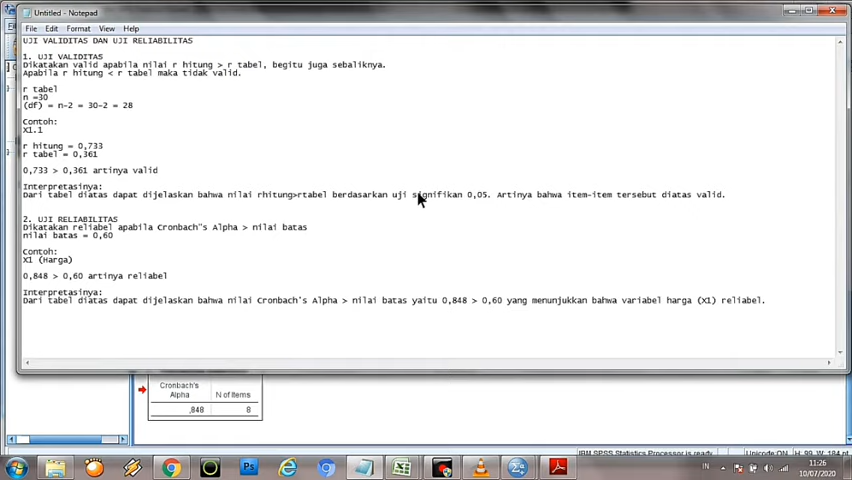 Untitled - Notepad
File Edit Format View Help
UJI VALIDITAS DAN UJI RELIABILITAS
1. UJI VALIDITAS
Dikatakan valid apabila nilai r hitung > r tabel, begitu juga sebaliknya.
Apabila r hitung < r tabel maka tidak valid.
r tabel
n =30
(df) = n-2 = 30-2 = 28
Contoh:
X1.1
r hitung = 0,733
r tabel = 0,361
0,733 > 0,361 artinya valid
Interpretasinya:
Dari tabel diatas dapat dijelaskan bahwa nilai rhitung>rtabel berdasarkan uji signifikan 0,05. Artinya bahwa item-item tersebut diatas valid.
2. UJI RELIABILITAS
Dikatakan reliabel apabila Cronbach"s Alpha > nilai batas
nilai batas = 0,60
Contoh:
X1 (Harga)
0,848 > 0,60 artinya reliabel
Interpretasinya:
Dari tabel diatas dapat dijelaskan bahwa nilai Cronbach's Alpha > nilai batas yaitu 0,848 > 0,60 yang menunjukkan bahwa variabel harga (X1) reliabel.
Cronbach's Alpha N of Items
,848 8
IBM SPSS Statistics Processor is ready Unicode:ON H: 99, W: 184 pt
IN 11:26
10/07/2020